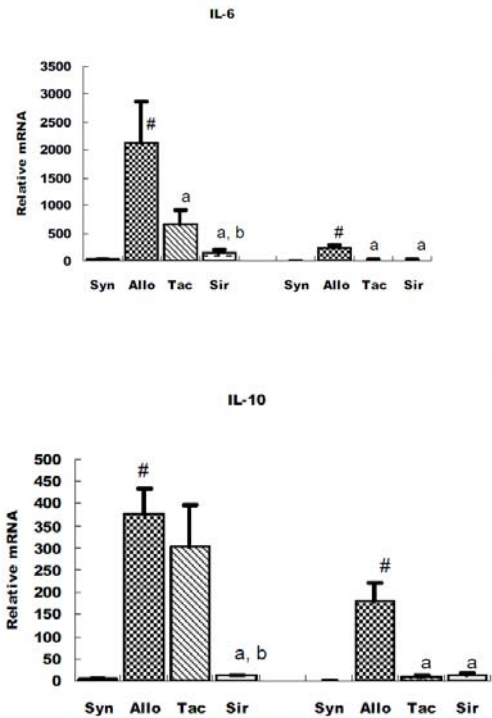 IL-6
Relative mRNA
3500
3000
2500
2000
1500
1000
500
0
#
a
a, b
#
a
a
Syn Allo Tac Sir Syn Allo Tac Sir
IL-10
Relative mRNA
500
450
400
350
300
250
200
150
100
50
0
#
a, b
#
a
a
Syn Allo Tac Sir Syn Allo Tac Sir